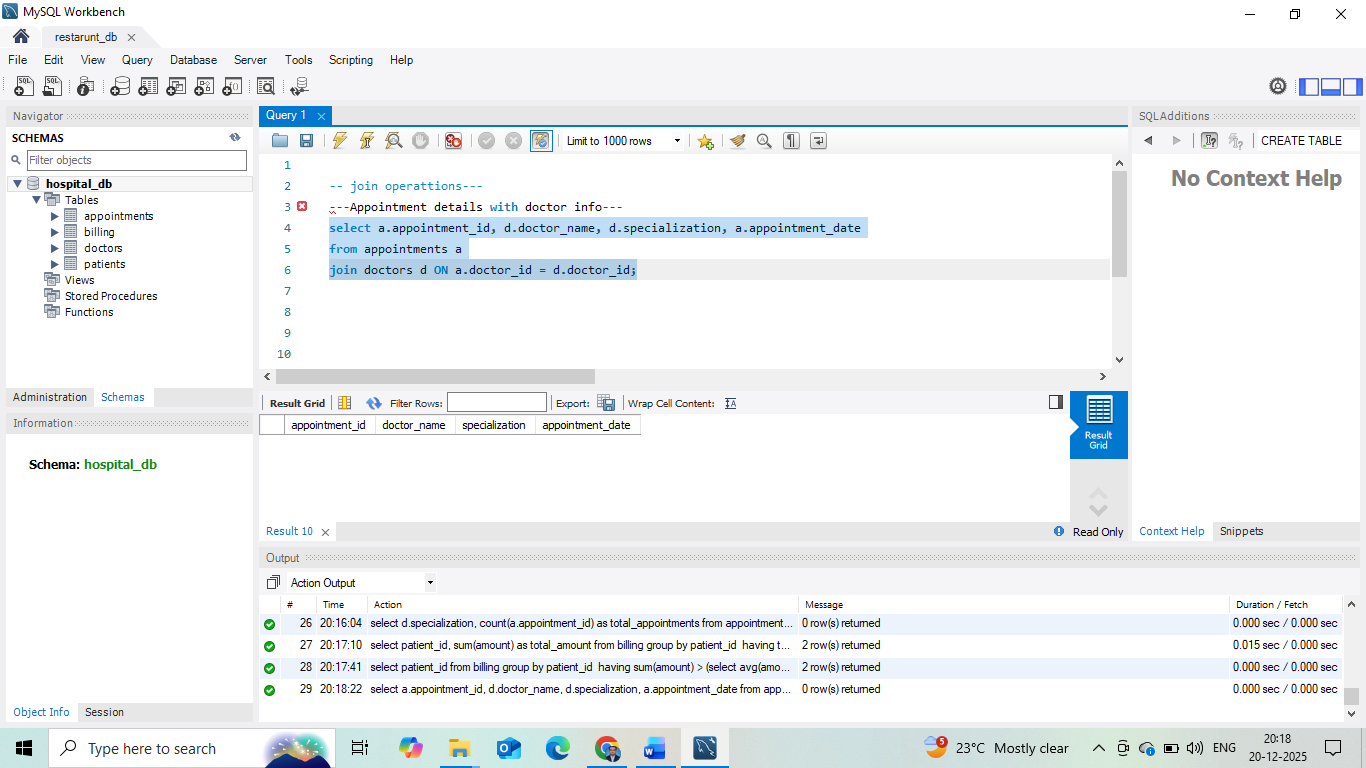 MySQL Workbench
restarunt_db
File Edit View Query Database Server Tools Scripting Help
Navigator
SCHEMAS
Filter objects
hospital_db
Tables
appointments
billing
doctors
patients
Views
Stored Procedures
Functions
Administration Schemas
Information
Schema: hospital_db
Object Info Session
Query 1
Limit to 1000 rows
1
2 -- join operattions---
3 ---Appointment details with doctor info---
4 select a.appointment_id, d.doctor_name, d.specialization, a.appointment_date
5 from appointments a
6 join doctors d ON a.doctor_id = d.doctor_id;
7
8
9
10
Result Grid Filter Rows: Export: Wrap Cell Content:
appointment_id doctor_name specialization appointment_date
Result Grid
Result 10
Read Only
SQLAdditions
CREATE TABLE
No Context Help
Context Help Snippets
Output
Action Output
# Time Action Message Duration / Fetch
26 20:16:04 select d.specialization, count(a.appointment_id) as total_appointments from appointment... 0 row(s) returned 0.000 sec / 0.000 sec
27 20:17:10 select patient_id, sum(amount) as total_amount from billing group by patient_id having t... 2 row(s) returned 0.015 sec / 0.000 sec
28 20:17:41 select patient_id from billing group by patient_id having sum(amount) > (select avg(amo... 2 row(s) returned 0.000 sec / 0.000 sec
29 20:18:22 select a.appointment_id, d.doctor_name, d.specialization, a.appointment_date from app... 0 row(s) returned 0.000 sec / 0.000 sec
Type here to search
5
23°C Mostly clear
ENG
20:18
20-12-2025